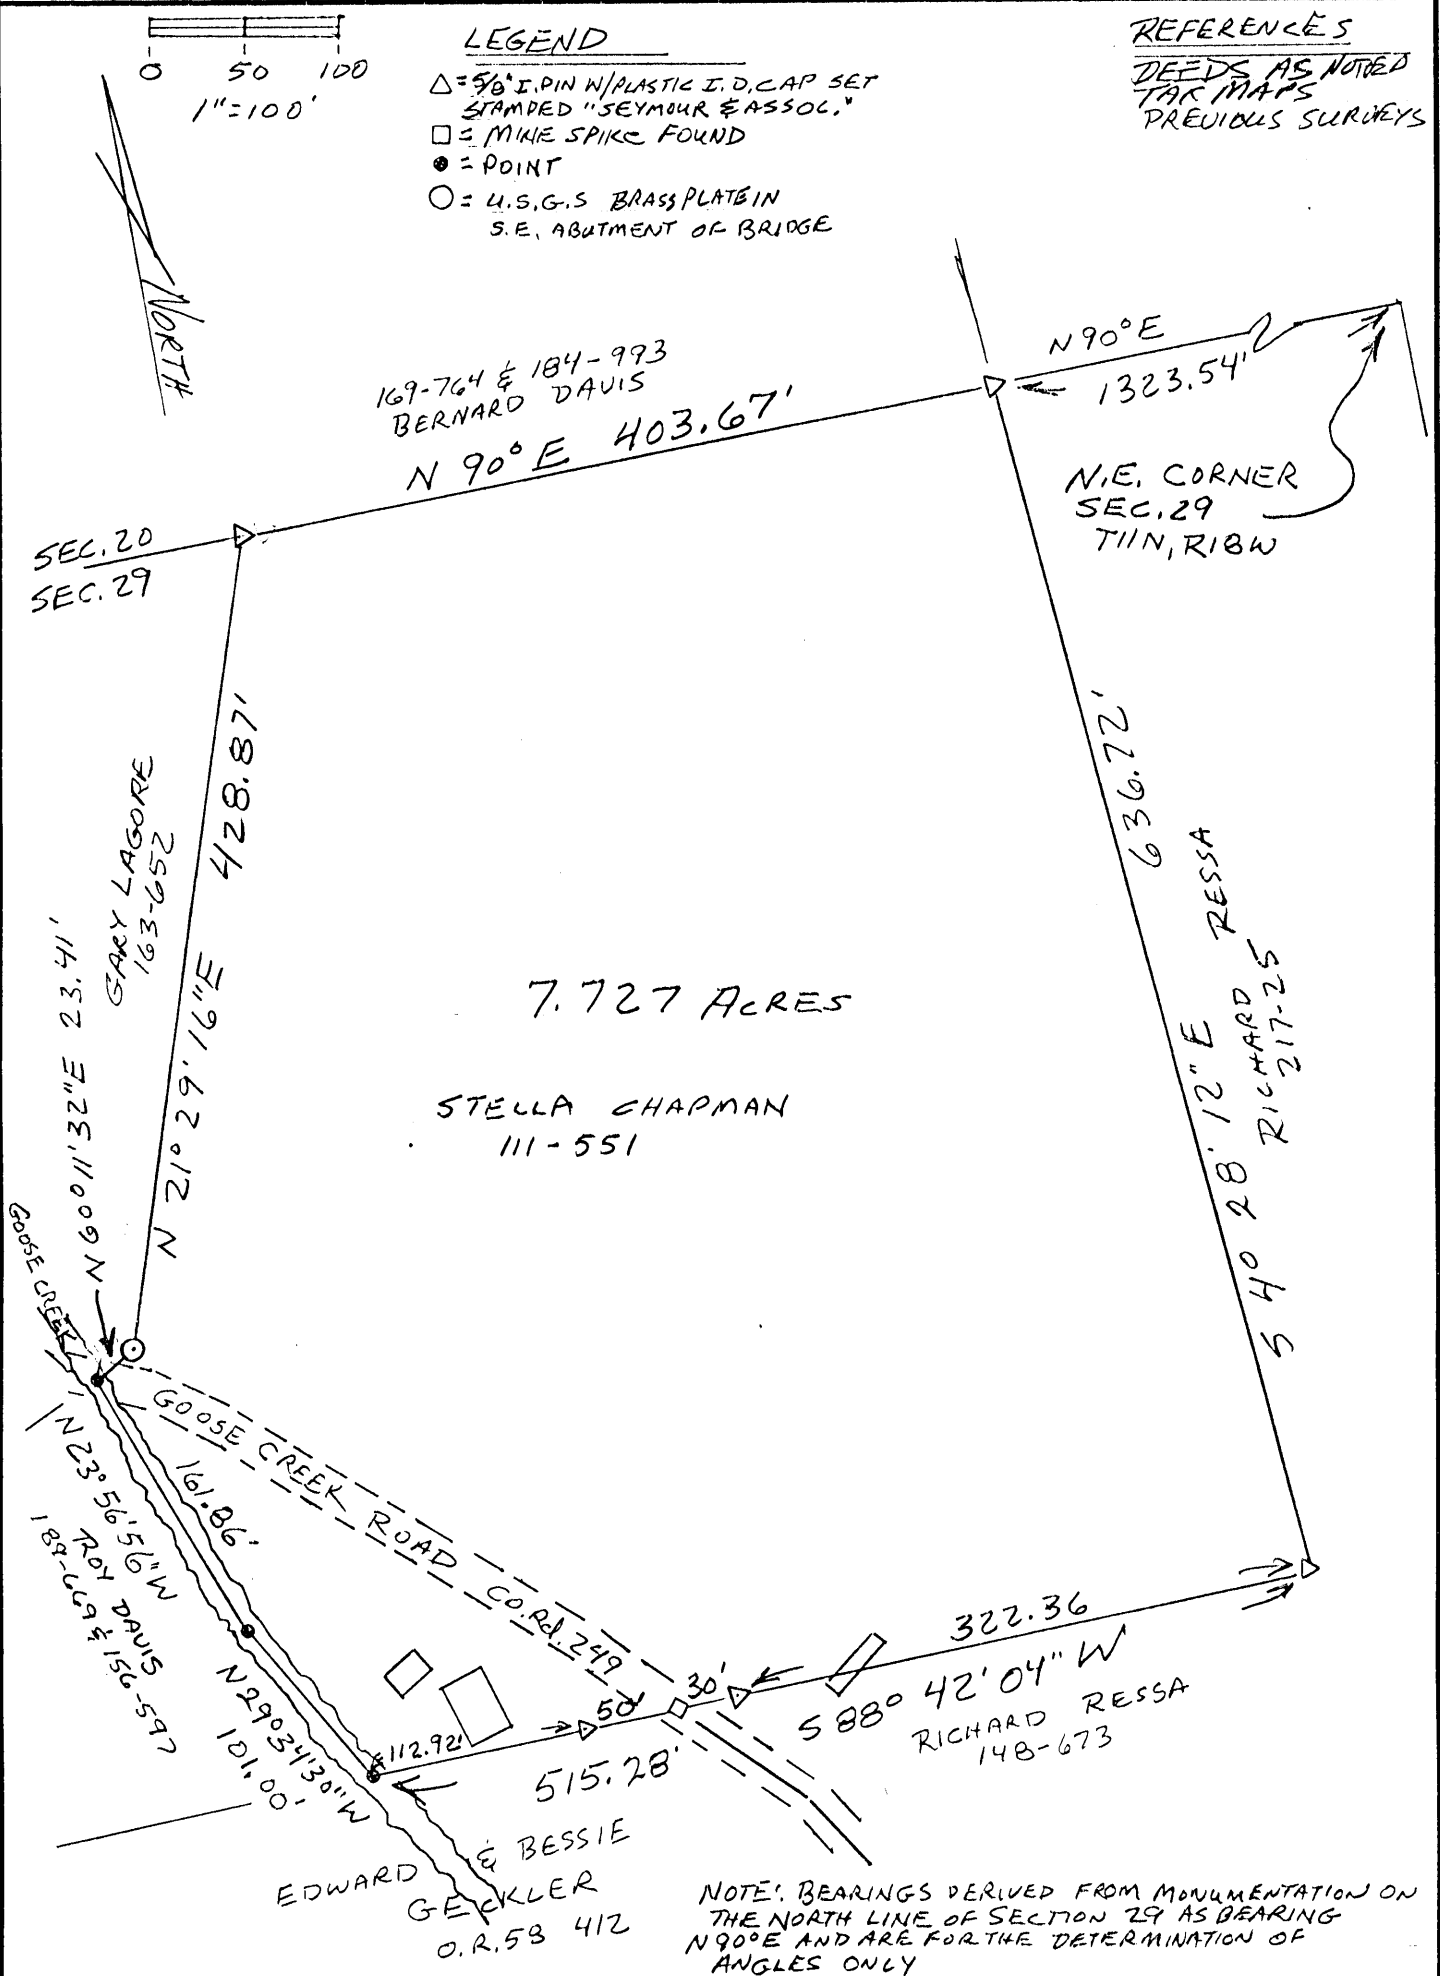 0 50 100
1"=100'
LEGEND
△ = 5/8" I. PIN W/PLASTIC I.D. CAP SET
STAMPED "SEYMOUR & ASSOC."
□ = MINE SPIKE FOUND
● = POINT
○ = U.S.G.S BRASS PLATE IN
S.E. ABUTMENT OF BRIDGE
REFERENCES
DEEDS AS NOTED
TAX MAPS
PREVIOUS SURVEYS
NORTH
169-764 & 184-993
BERNARD DAVIS
N 90° E 403.67'
N 90° E
1323.54'
N.E. CORNER
SEC. 29
T11N, R18W
SEC. 20
SEC. 29
GARY LAGORE
163-652
N 21° 29' 16" E 428.87'
N 60° 11' 32" E 23.41'
636.72'
S 4° 28' 12" E
RICHARD RESSA
217-25
7.727 ACRES
STELLA CHAPMAN
111-551
GOOSE CREEK
GOOSE CREEK ROAD CO. Rd. 249
N 23° 56' 56" W
161.86'
TROY DAVIS
189-669 & 156-597
N 29° 34' 30" W
101.00'
112.92'
50'
30'
322.36
515.28'
S 88° 42' 04" W
RICHARD RESSA
148-673
EDWARD & BESSIE
GECKLER
O.R. 58 412
NOTE: BEARINGS DERIVED FROM MONUMENTATION ON
THE NORTH LINE OF SECTION 29 AS BEARING
N 90° E AND ARE FOR THE DETERMINATION OF
ANGLES ONLY